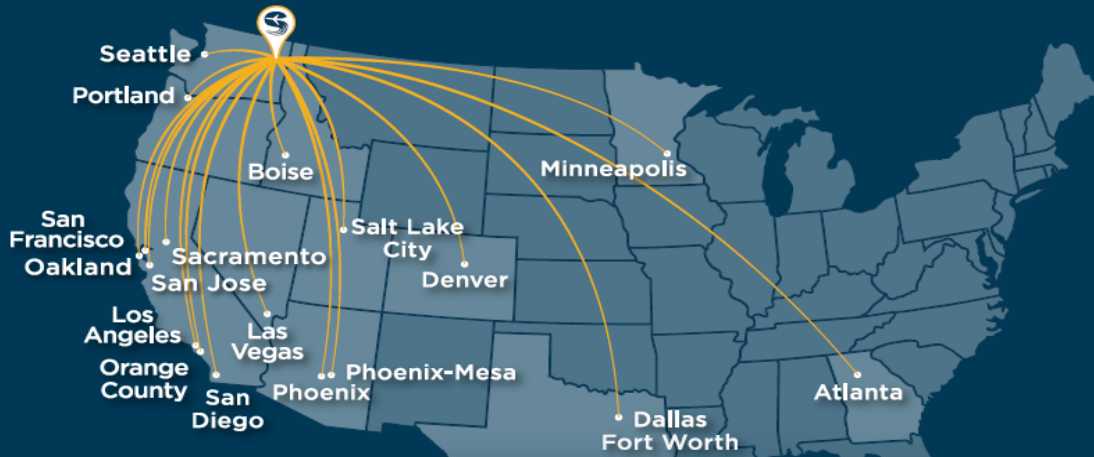 Seattle
Portland
Boise
Minneapolis
San
Francisco
Oakland
Sacramento
San Jose
Salt Lake
City
Denver
Los
Angeles
Orange
County
San
Diego
Las
Vegas
Phoenix
Phoenix-Mesa
Dallas
Fort Worth
Atlanta